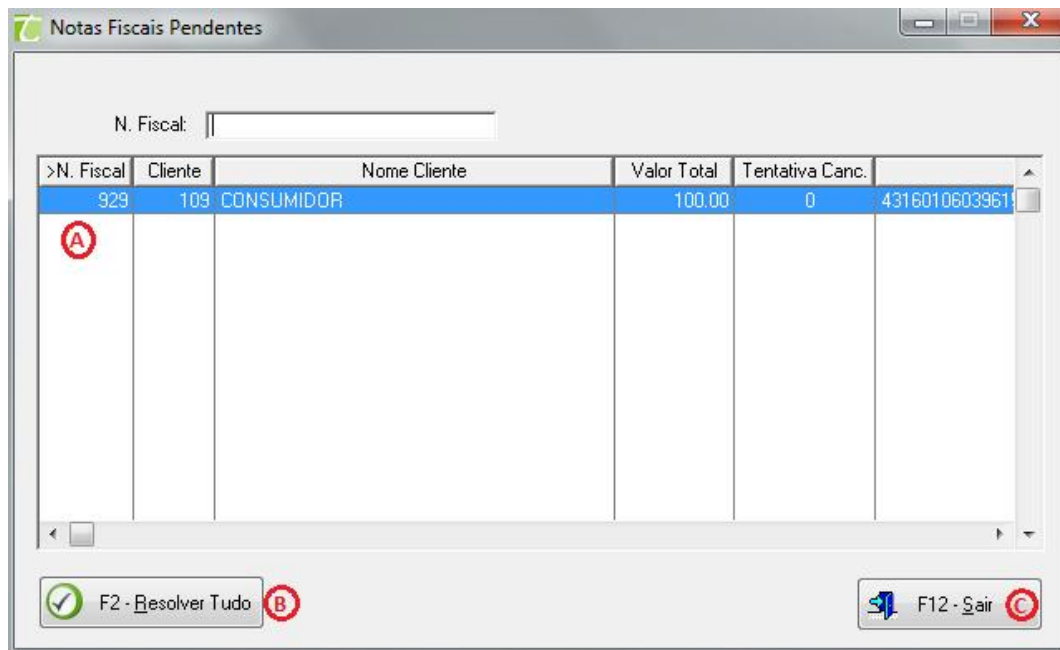 Notas Fiscais Pendentes
N. Fiscal:
>N. Fiscal Cliente Nome Cliente Valor Total Tentativa Canc.
929 109 CONSUMIDOR 100.00 0
A
F2 - Resolver Tudo B F12 - Sair C